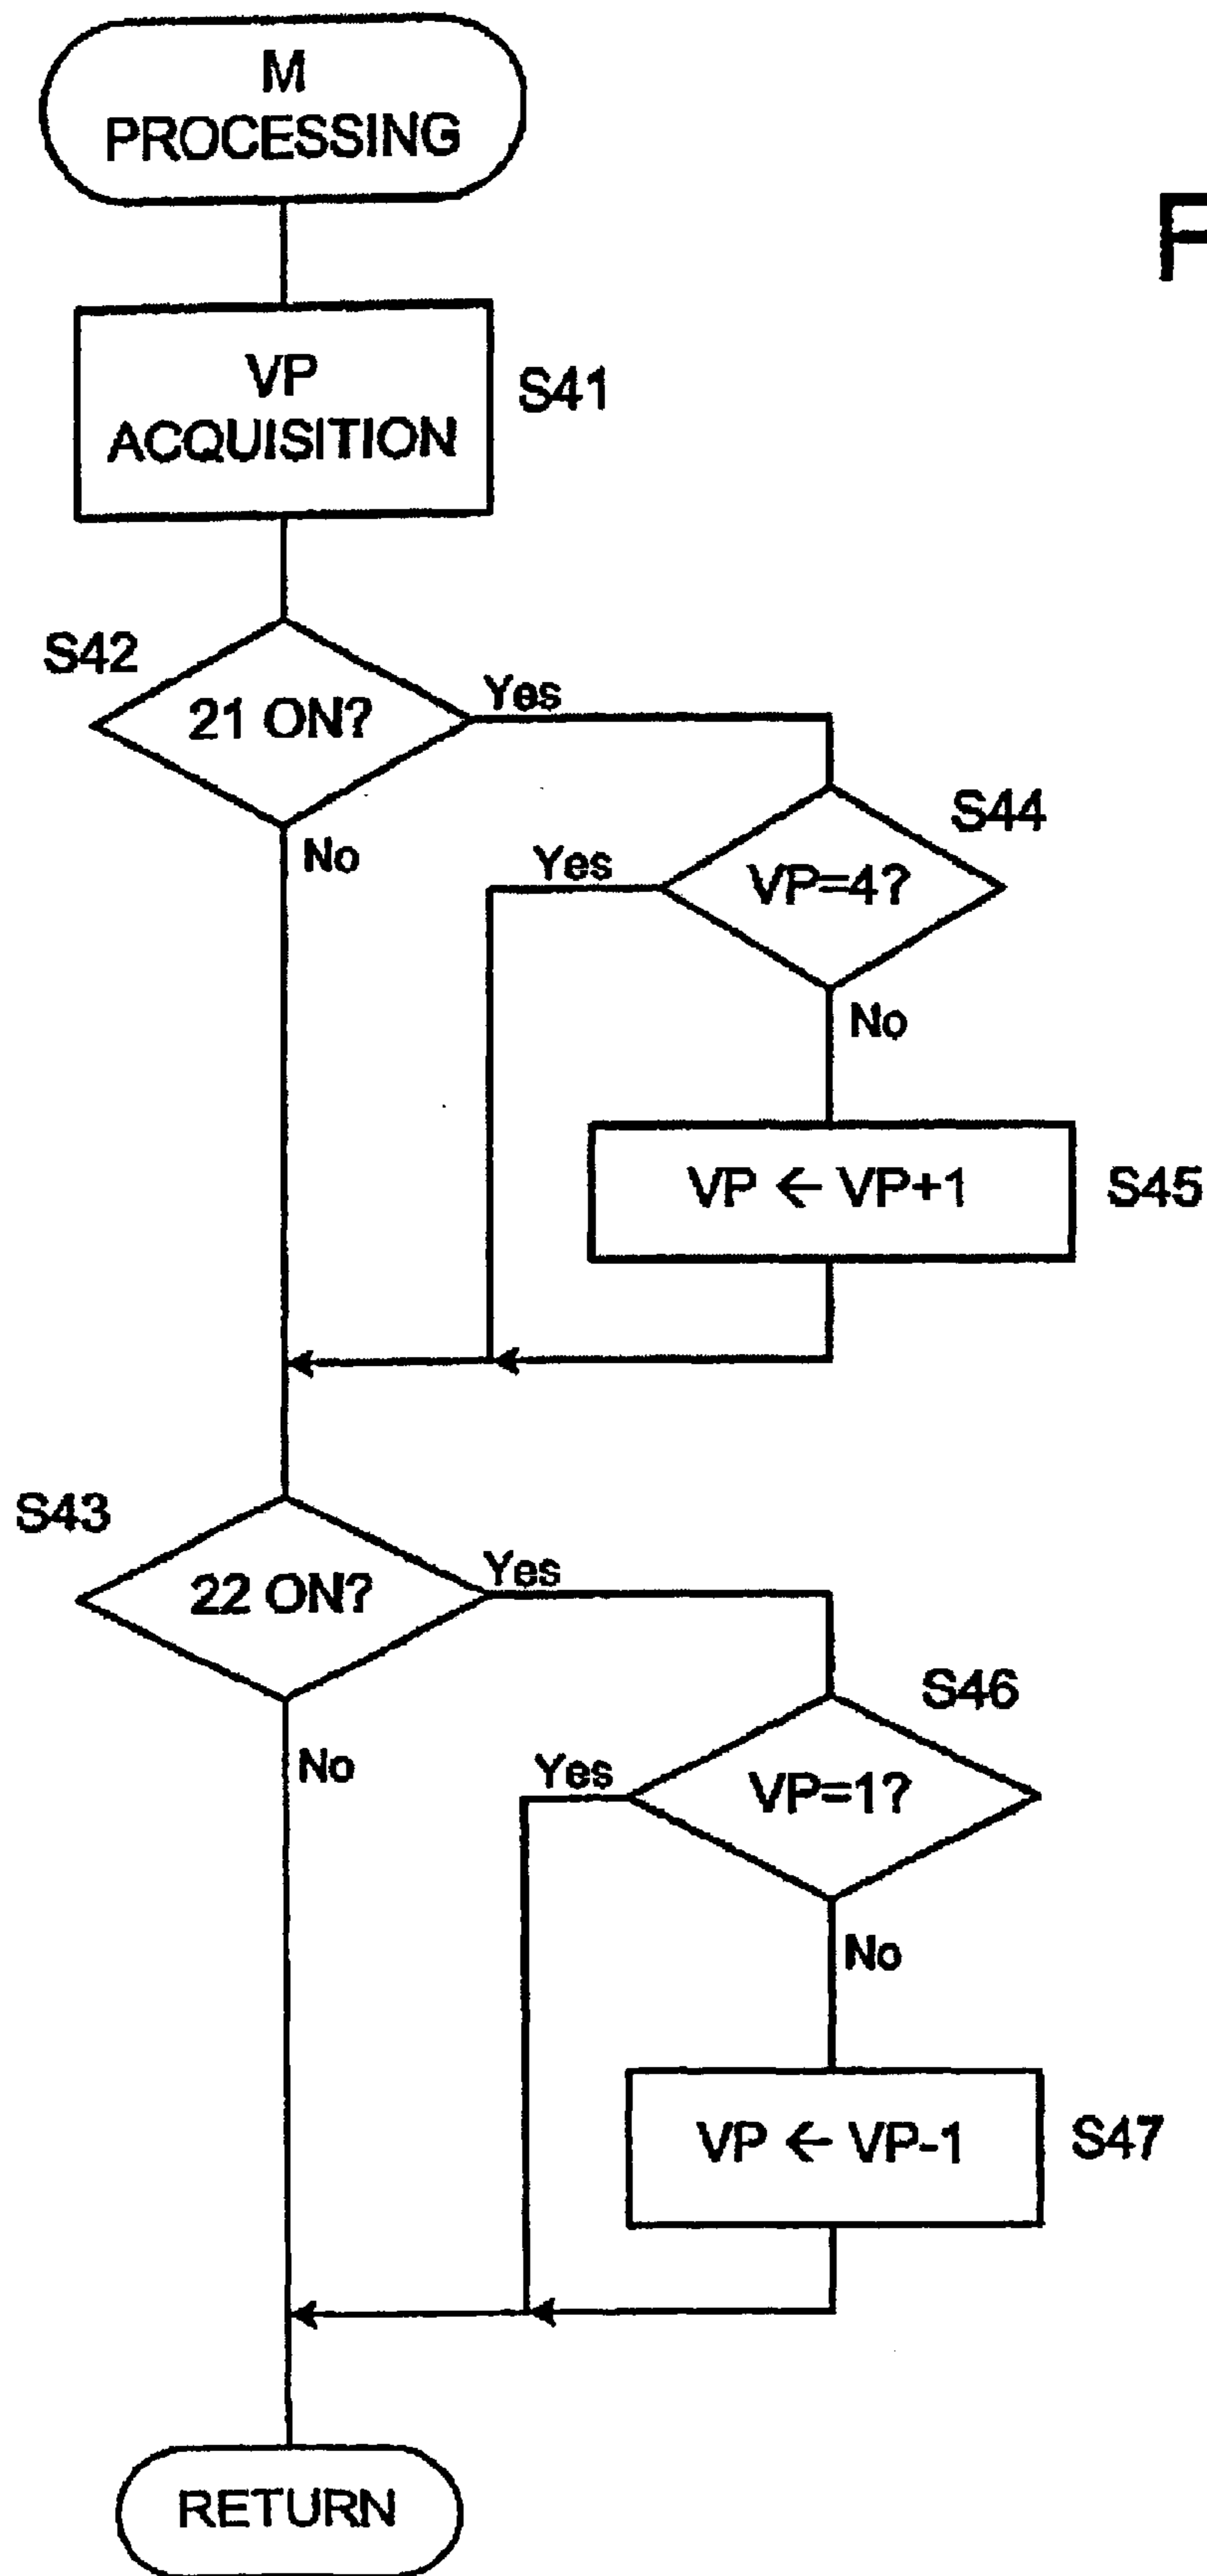 M
PROCESSING
VP
ACQUISITION
S41
S42
21 ON?
Yes
No
S44
VP=4?
Yes
No
VP ← VP+1
S45
S43
22 ON?
Yes
No
S46
VP=1?
Yes
No
VP ← VP-1
S47
RETURN